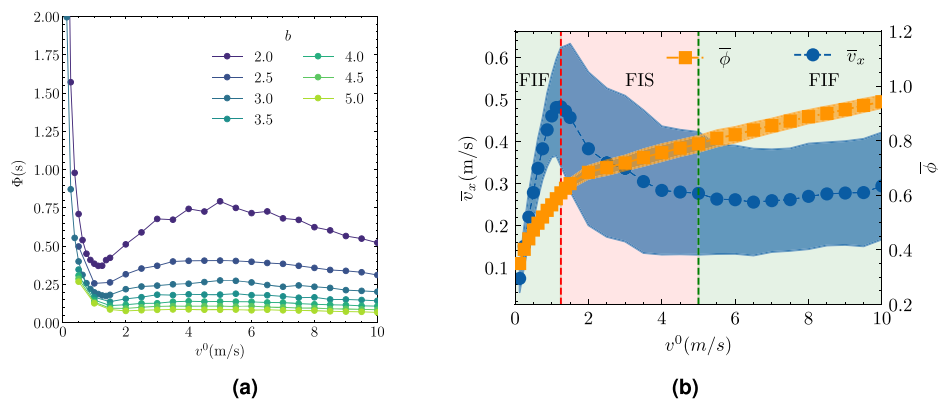 2.00
1.75
1.50
1.25
1.00
0.75
0.50
0.25
0.00
Φ(s)
b
2.0 4.0
2.5 4.5
3.0 5.0
3.5
0 2 4 6 8 10
v⁰(m/s)
(a)
0.6
0.5
0.4
0.3
0.2
0.1
v̅ₓ(m/s)
ϕ̅ v̅ₓ
FIF FIS FIF
1.2
1.0
0.8
0.6
0.4
0.2
ϕ̅
0 2 4 6 8 10
v⁰(m/s)
(b)